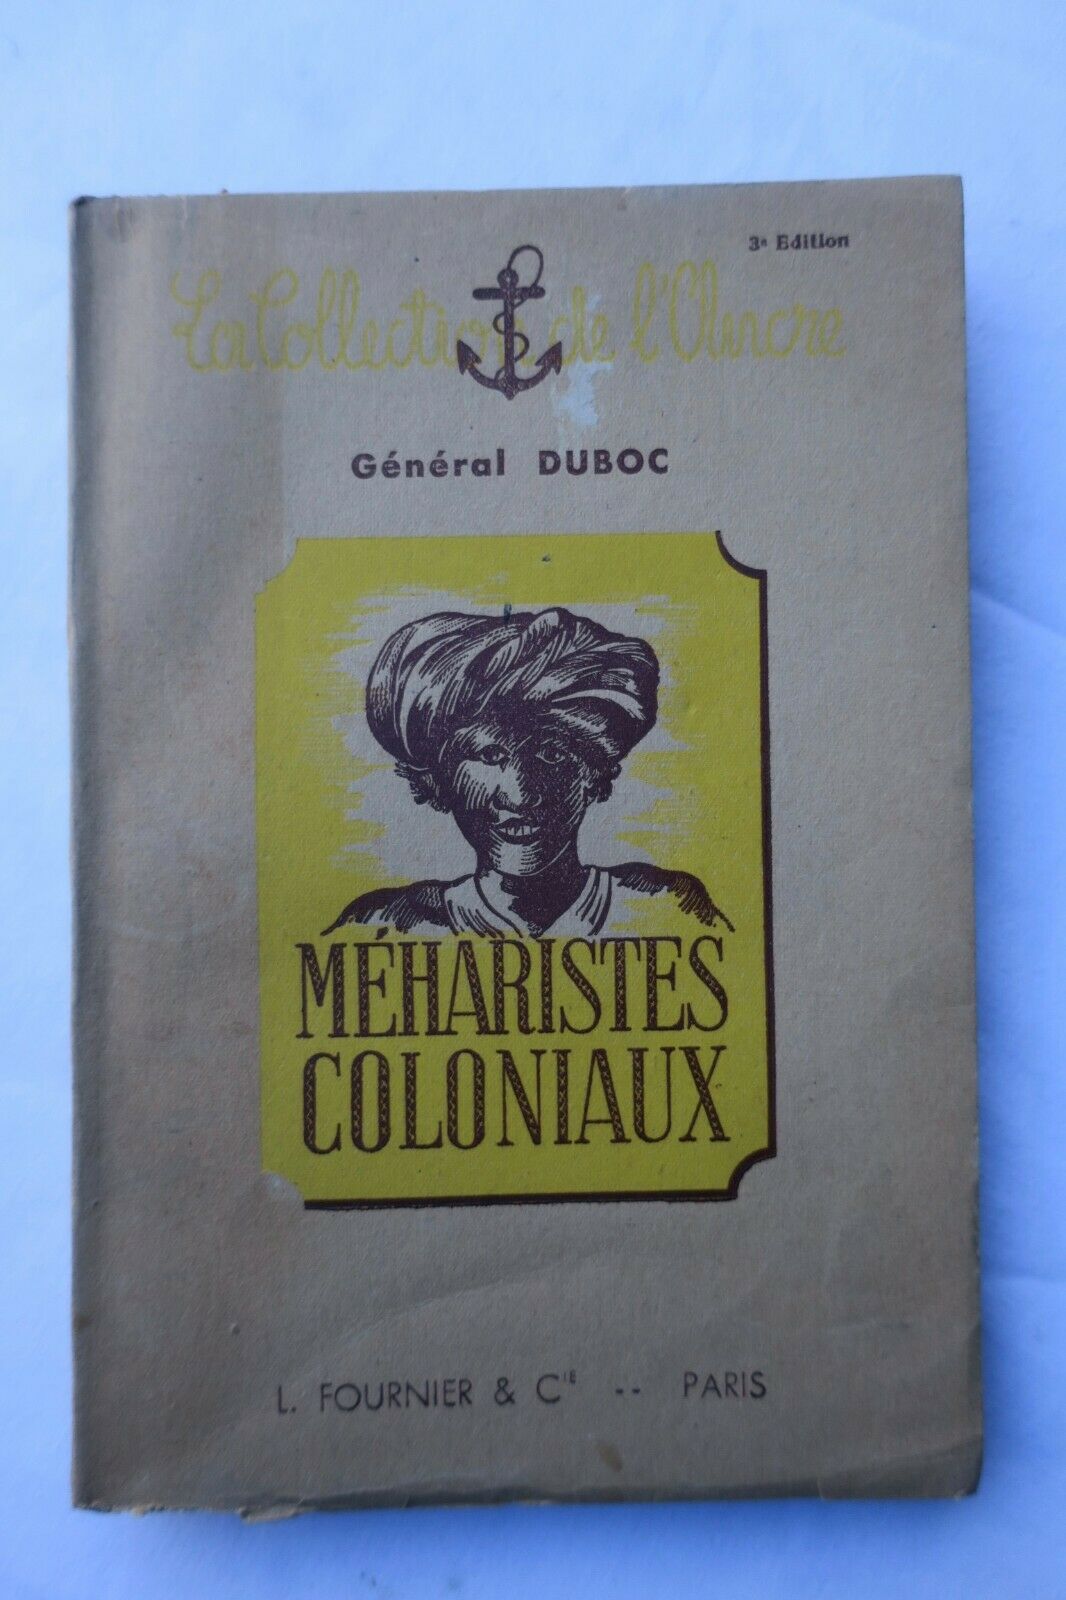 3e Edition
La Collection de l'Ancre
Général DUBOC
MÉHARISTES
COLONIAUX
L. FOURNIER & CIE -- PARIS